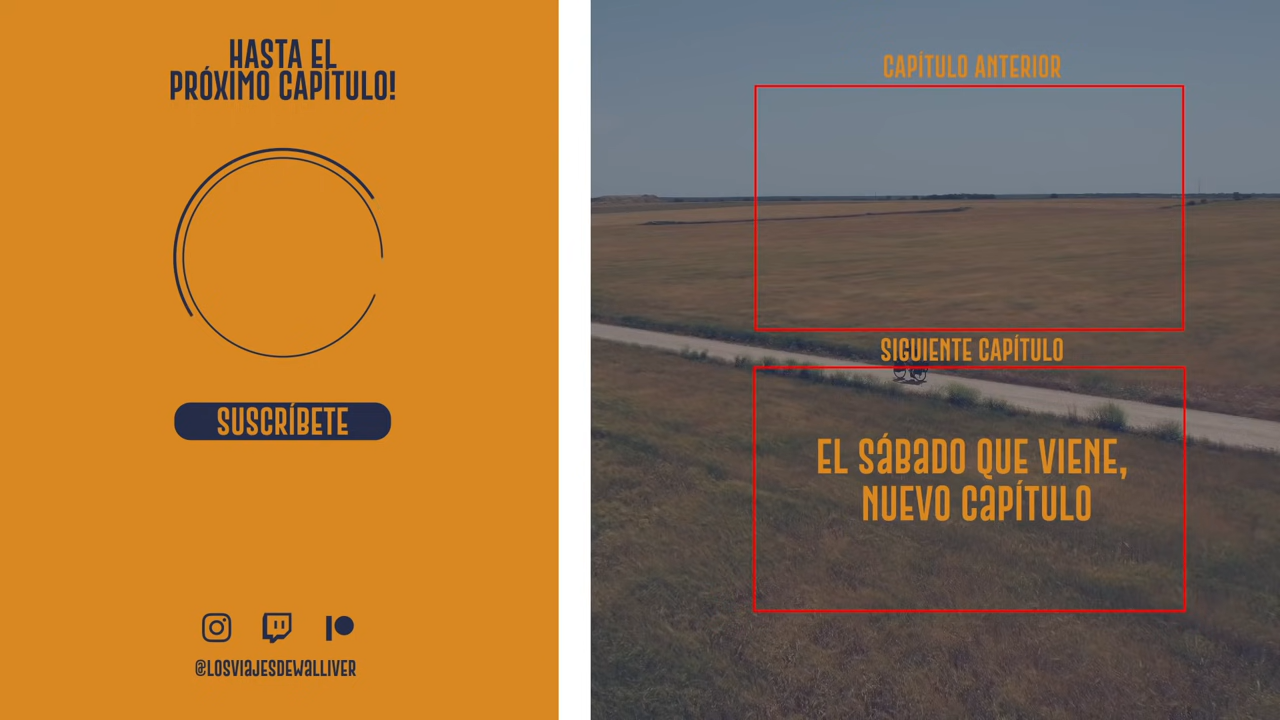 HASTA EL
PRÓXIMO CAPÍTULO!
SUSCRÍBETE
@LOSVIAJESDEWALLIVER
CAPÍTULO ANTERIOR
SIGUIENTE CAPÍTULO
EL SÁBADO QUE VIENE,
NUEVO CAPÍTULO